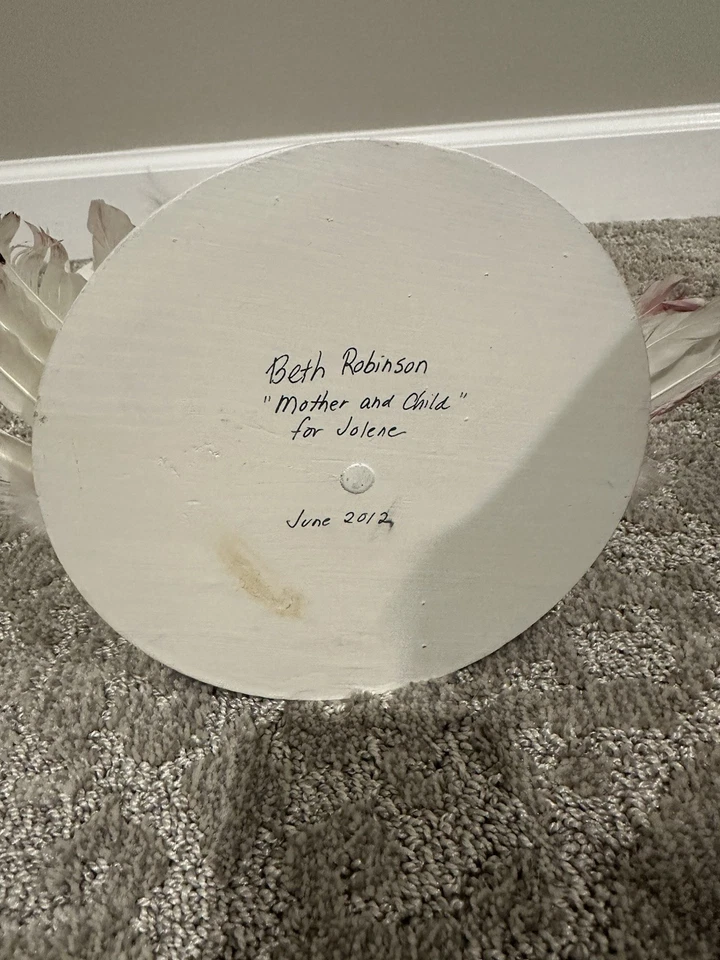 Beth Robinson
"Mother and Child"
for Jolene
June 2012